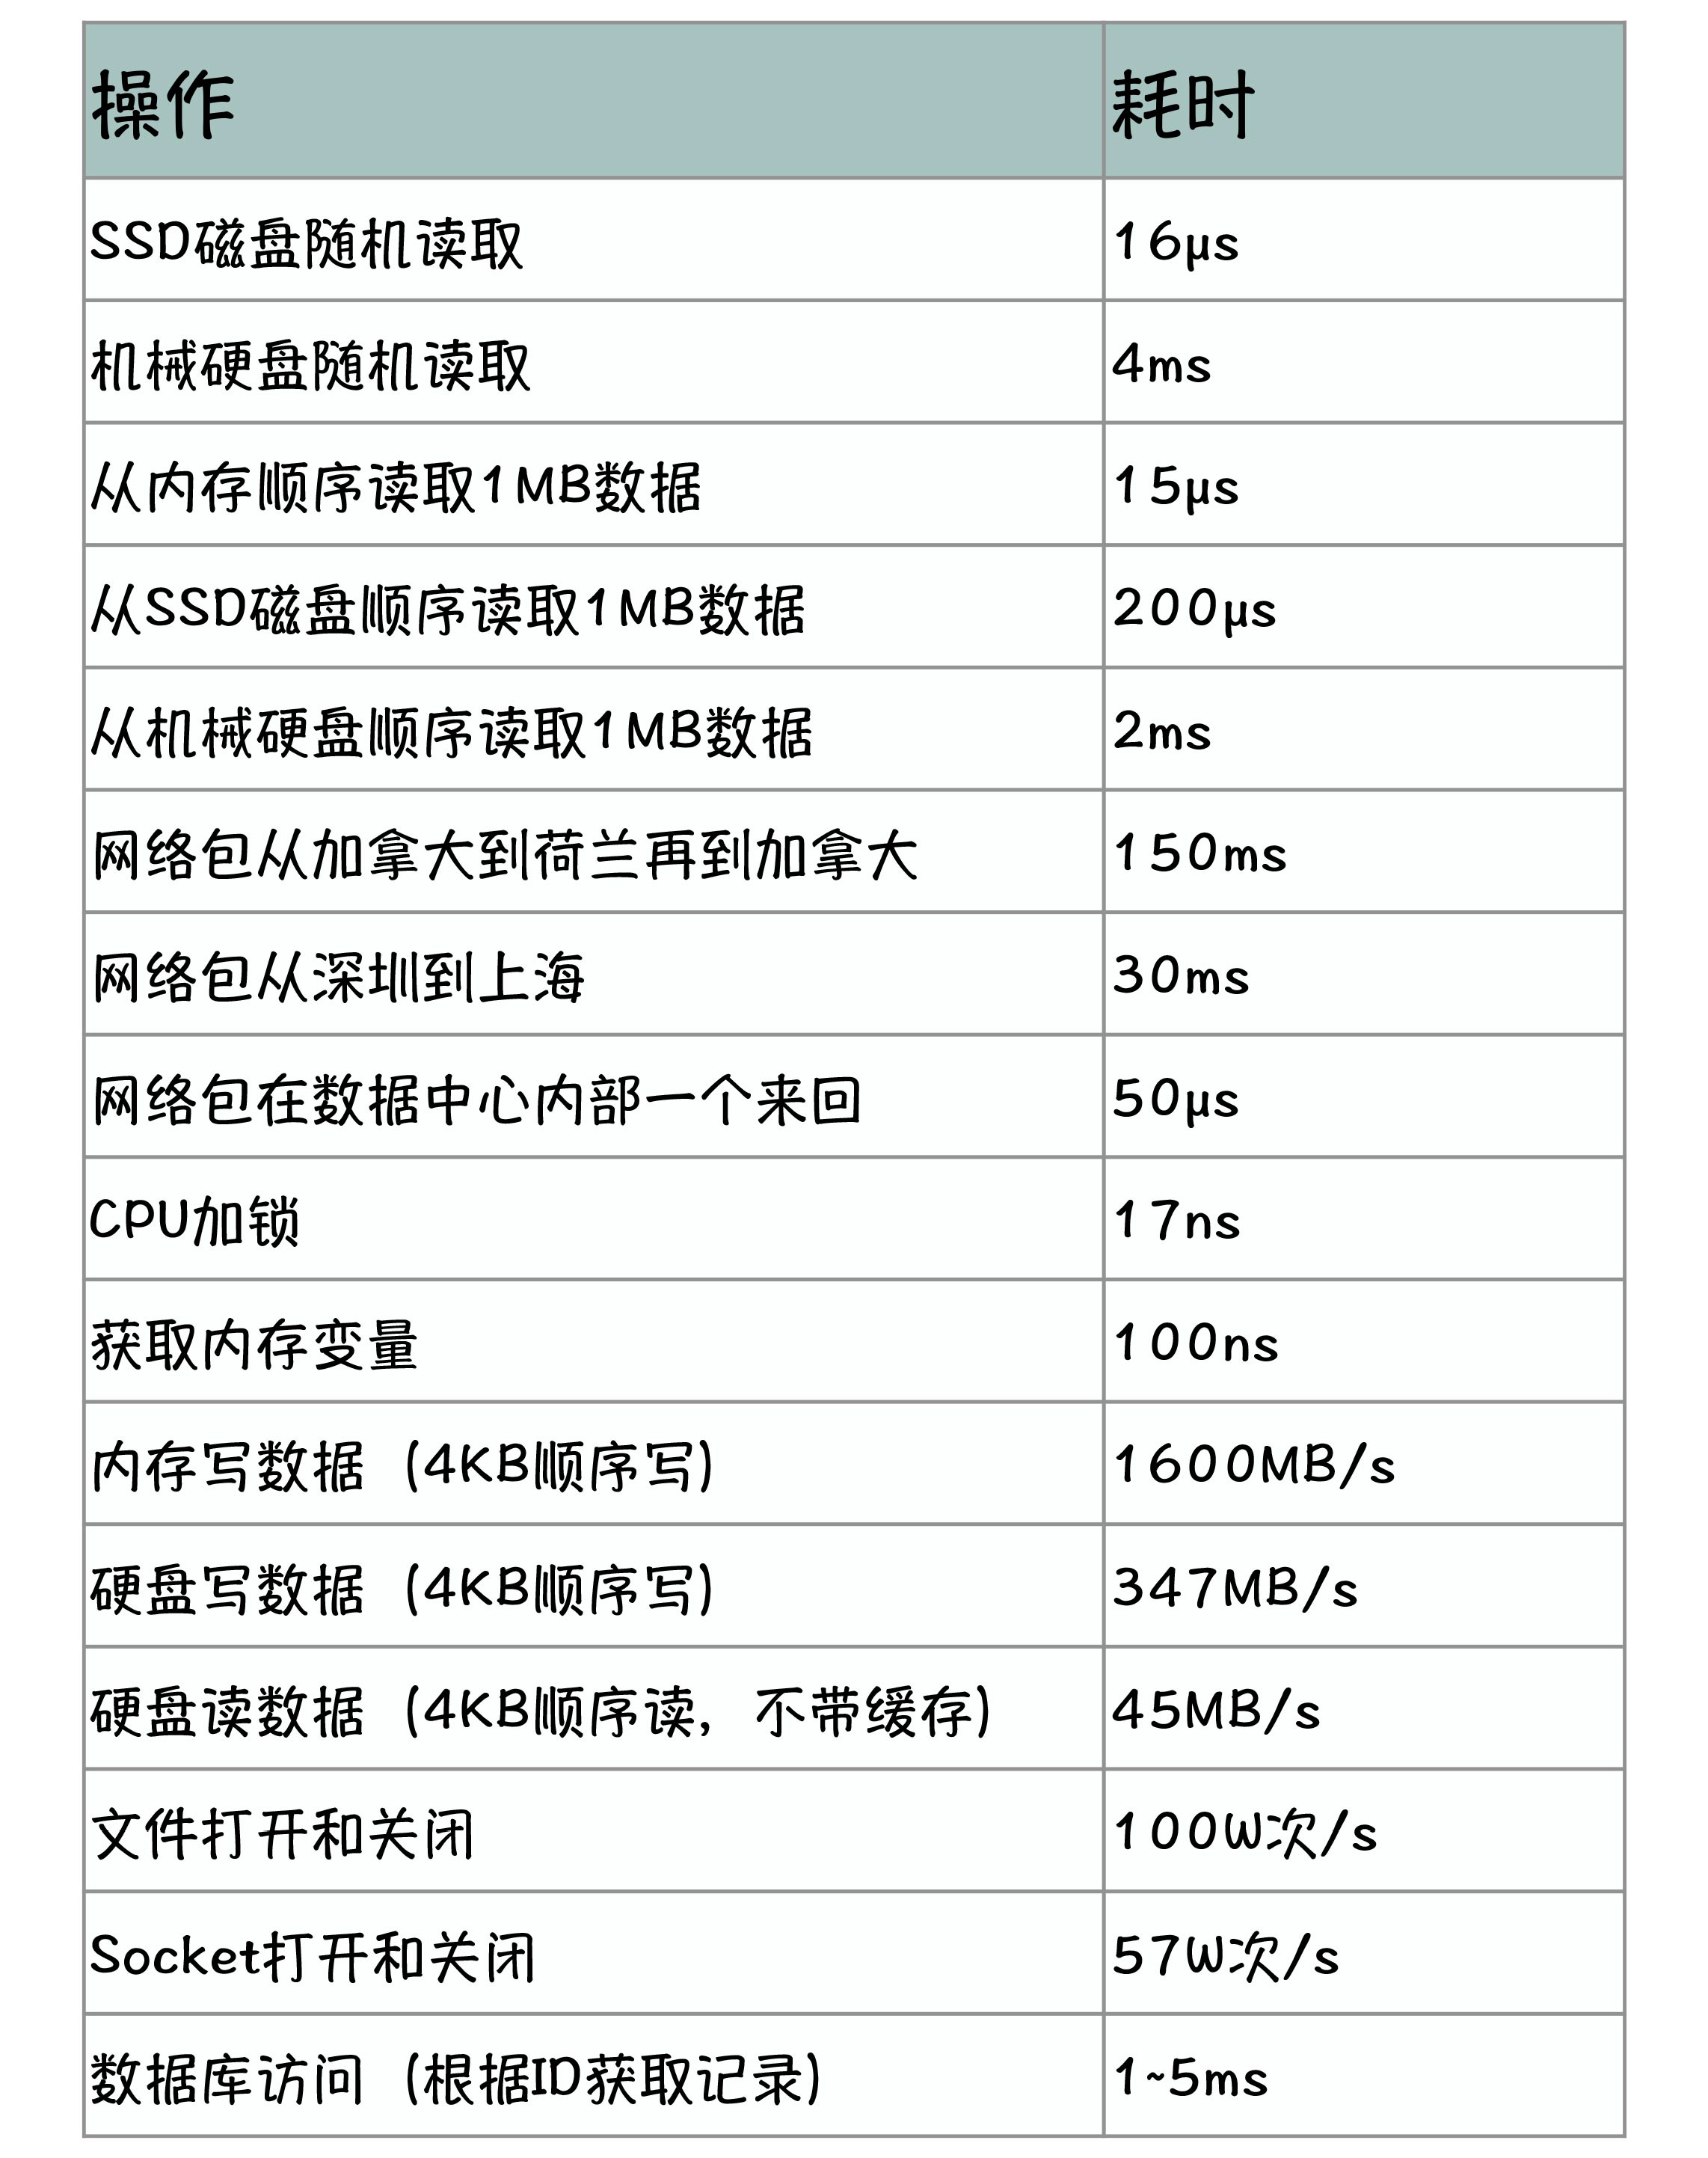 操作 耗时
SSD磁盘随机读取 16μs
机械硬盘随机读取 4ms
从内存顺序读取1MB数据 15μs
从SSD磁盘顺序读取1MB数据 200μs
从机械硬盘顺序读取1MB数据 2ms
网络包从加拿大到荷兰再到加拿大 150ms
网络包从深圳到上海 30ms
网络包在数据中心内部一个来回 50μs
CPU加锁 17ns
获取内存变量 100ns
内存写数据（4KB顺序写） 1600MB/s
硬盘写数据（4KB顺序写） 347MB/s
硬盘读数据（4KB顺序读，不带缓存） 45MB/s
文件打开和关闭 100W次/s
Socket打开和关闭 57W次/s
数据库访问（根据ID获取记录） 1~5ms